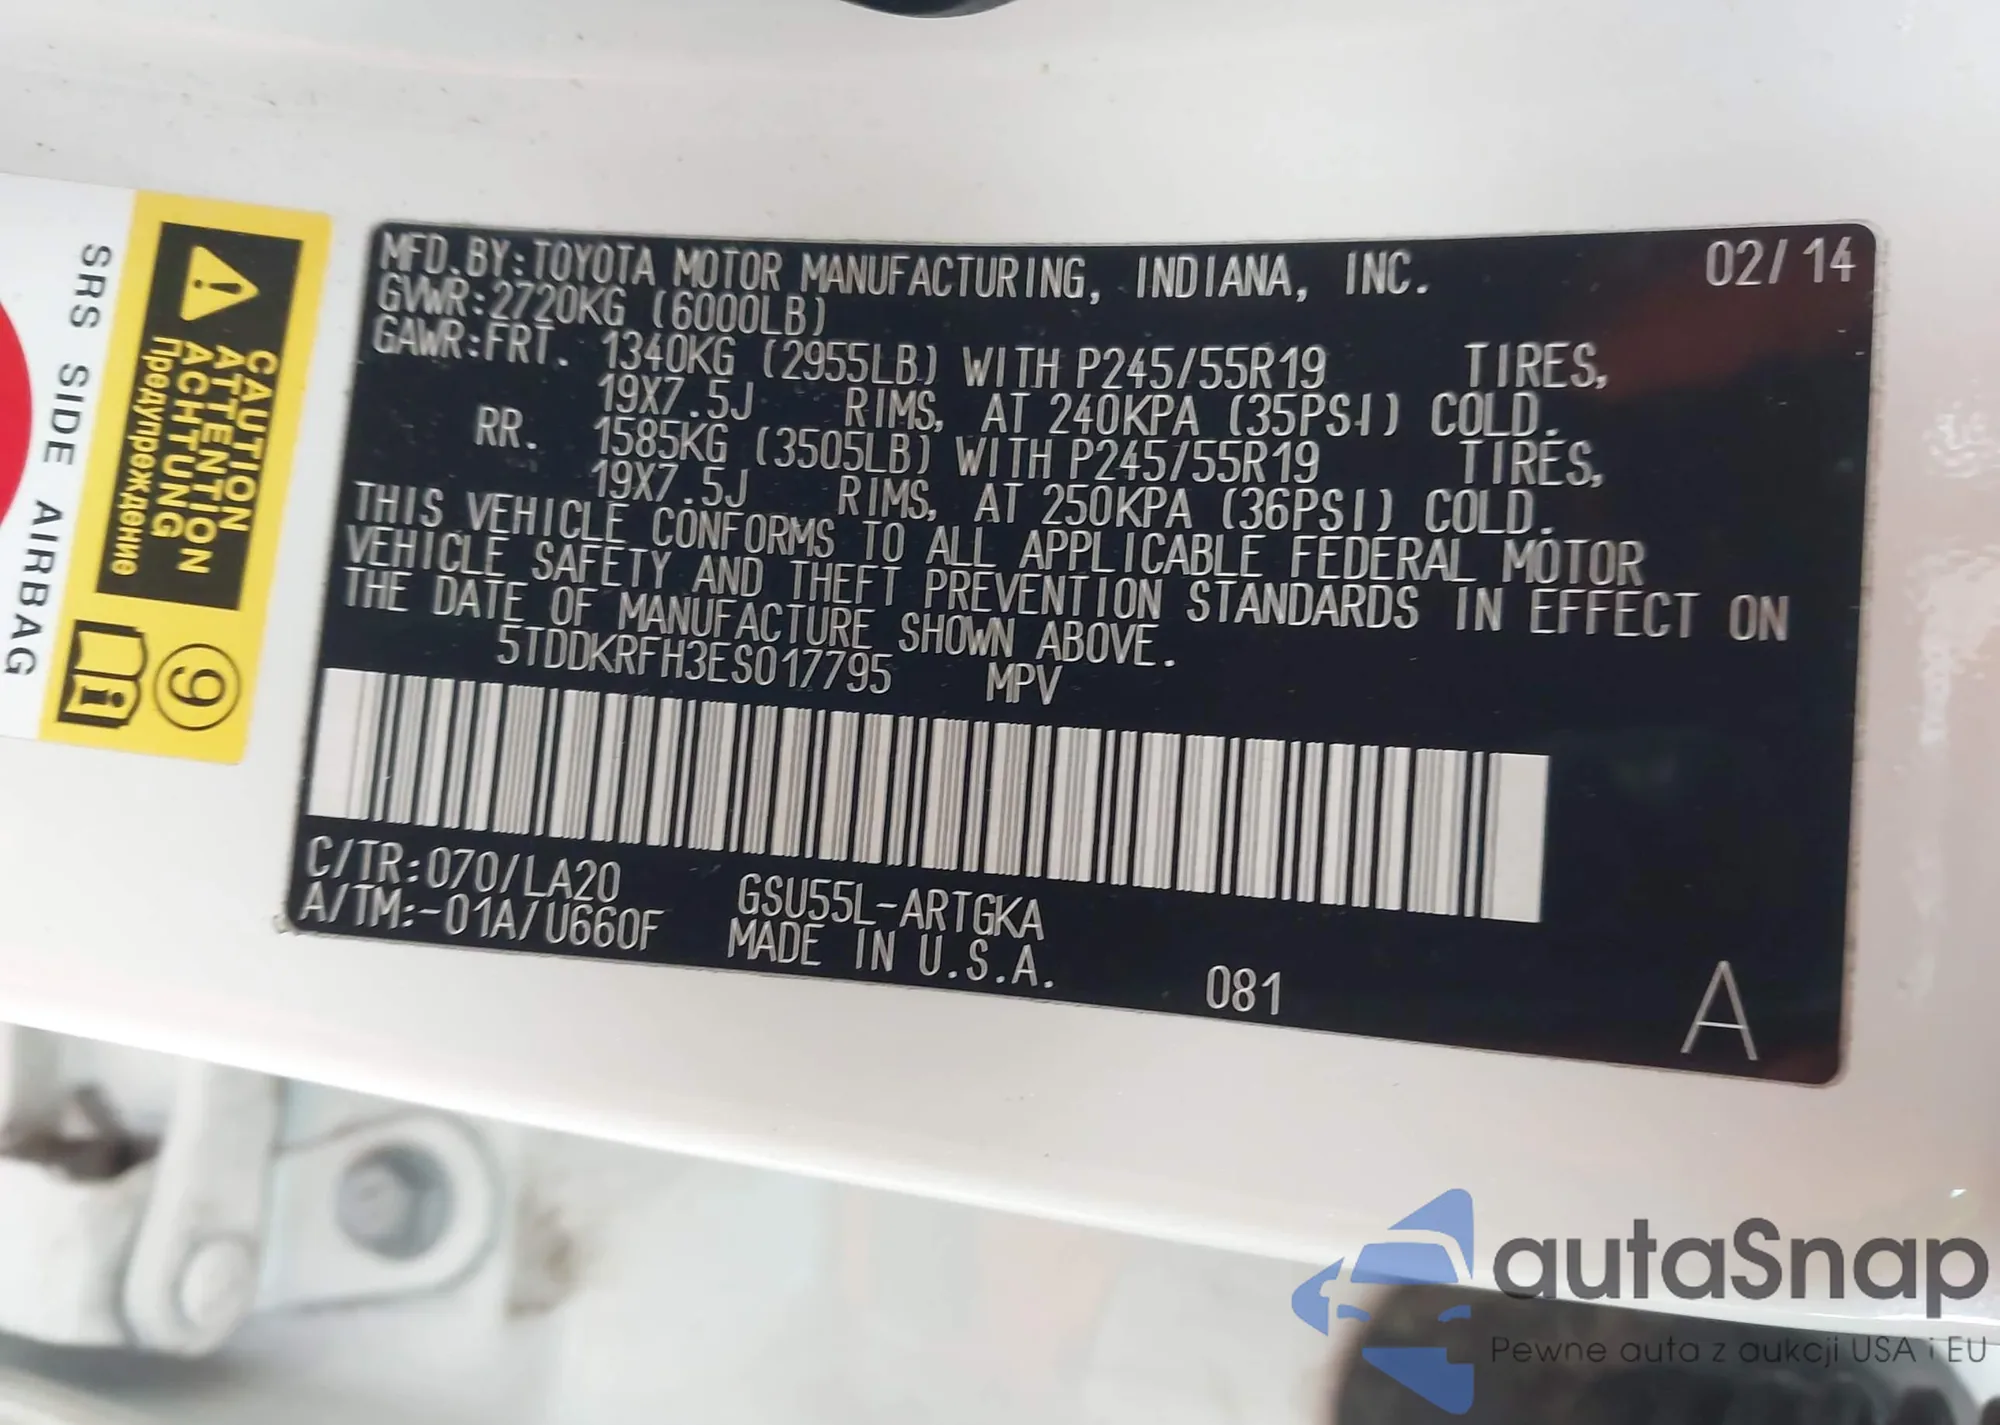 MFD.BY:TOYOTA MOTOR MANUFACTURING, INDIANA, INC. 02/14
GVWR:2720KG (6000LB)
GAWR:FRT. 1340KG (2955LB) WITH P245/55R19 TIRES,
19X7.5J RIMS, AT 240KPA (35PSI) COLD.
RR. 1585KG (3505LB) WITH P245/55R19 TIRES,
19X7.5J RIMS, AT 250KPA (36PSI) COLD.
THIS VEHICLE CONFORMS TO ALL APPLICABLE FEDERAL MOTOR
VEHICLE SAFETY AND THEFT PREVENTION STANDARDS IN EFFECT ON
THE DATE OF MANUFACTURE SHOWN ABOVE.
5TDDKRFH3ES017795 MPV
C/TR:070/LA20 GSU55L-ARTGKA
A/TM:-01A/U660F MADE IN U.S.A.
081 A
SRS SIDE AIRBAG
CAUTION
ATTENTION
ACHTUNG
Предупреждение
9
autaSnap
Pewne auta z aukcji USA i EU